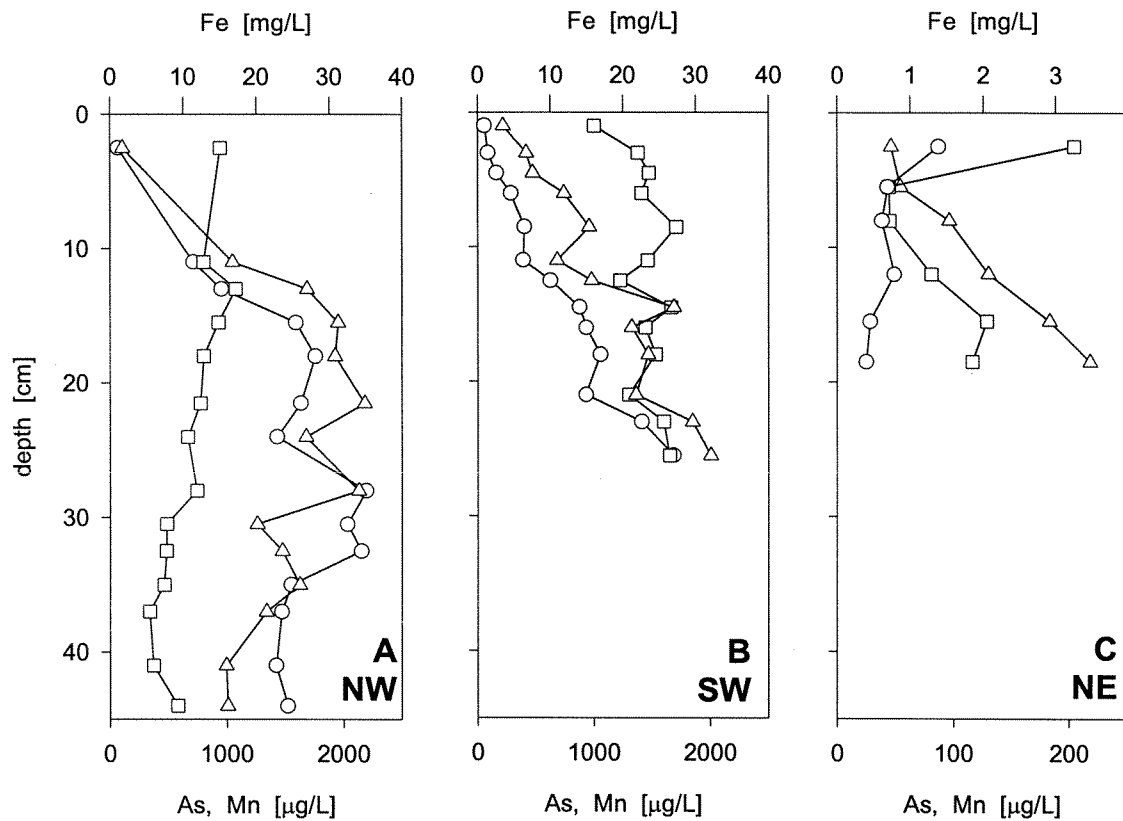 Fe [mg/L]
Fe [mg/L]
Fe [mg/L]
0 10 20 30 40
0 10 20 30 40
0 1 2 3
depth [cm]
0
10
20
30
40
A
NW
B
SW
C
NE
0 1000 2000
0 1000 2000
0 100 200
As, Mn [µg/L]
As, Mn [µg/L]
As, Mn [µg/L]